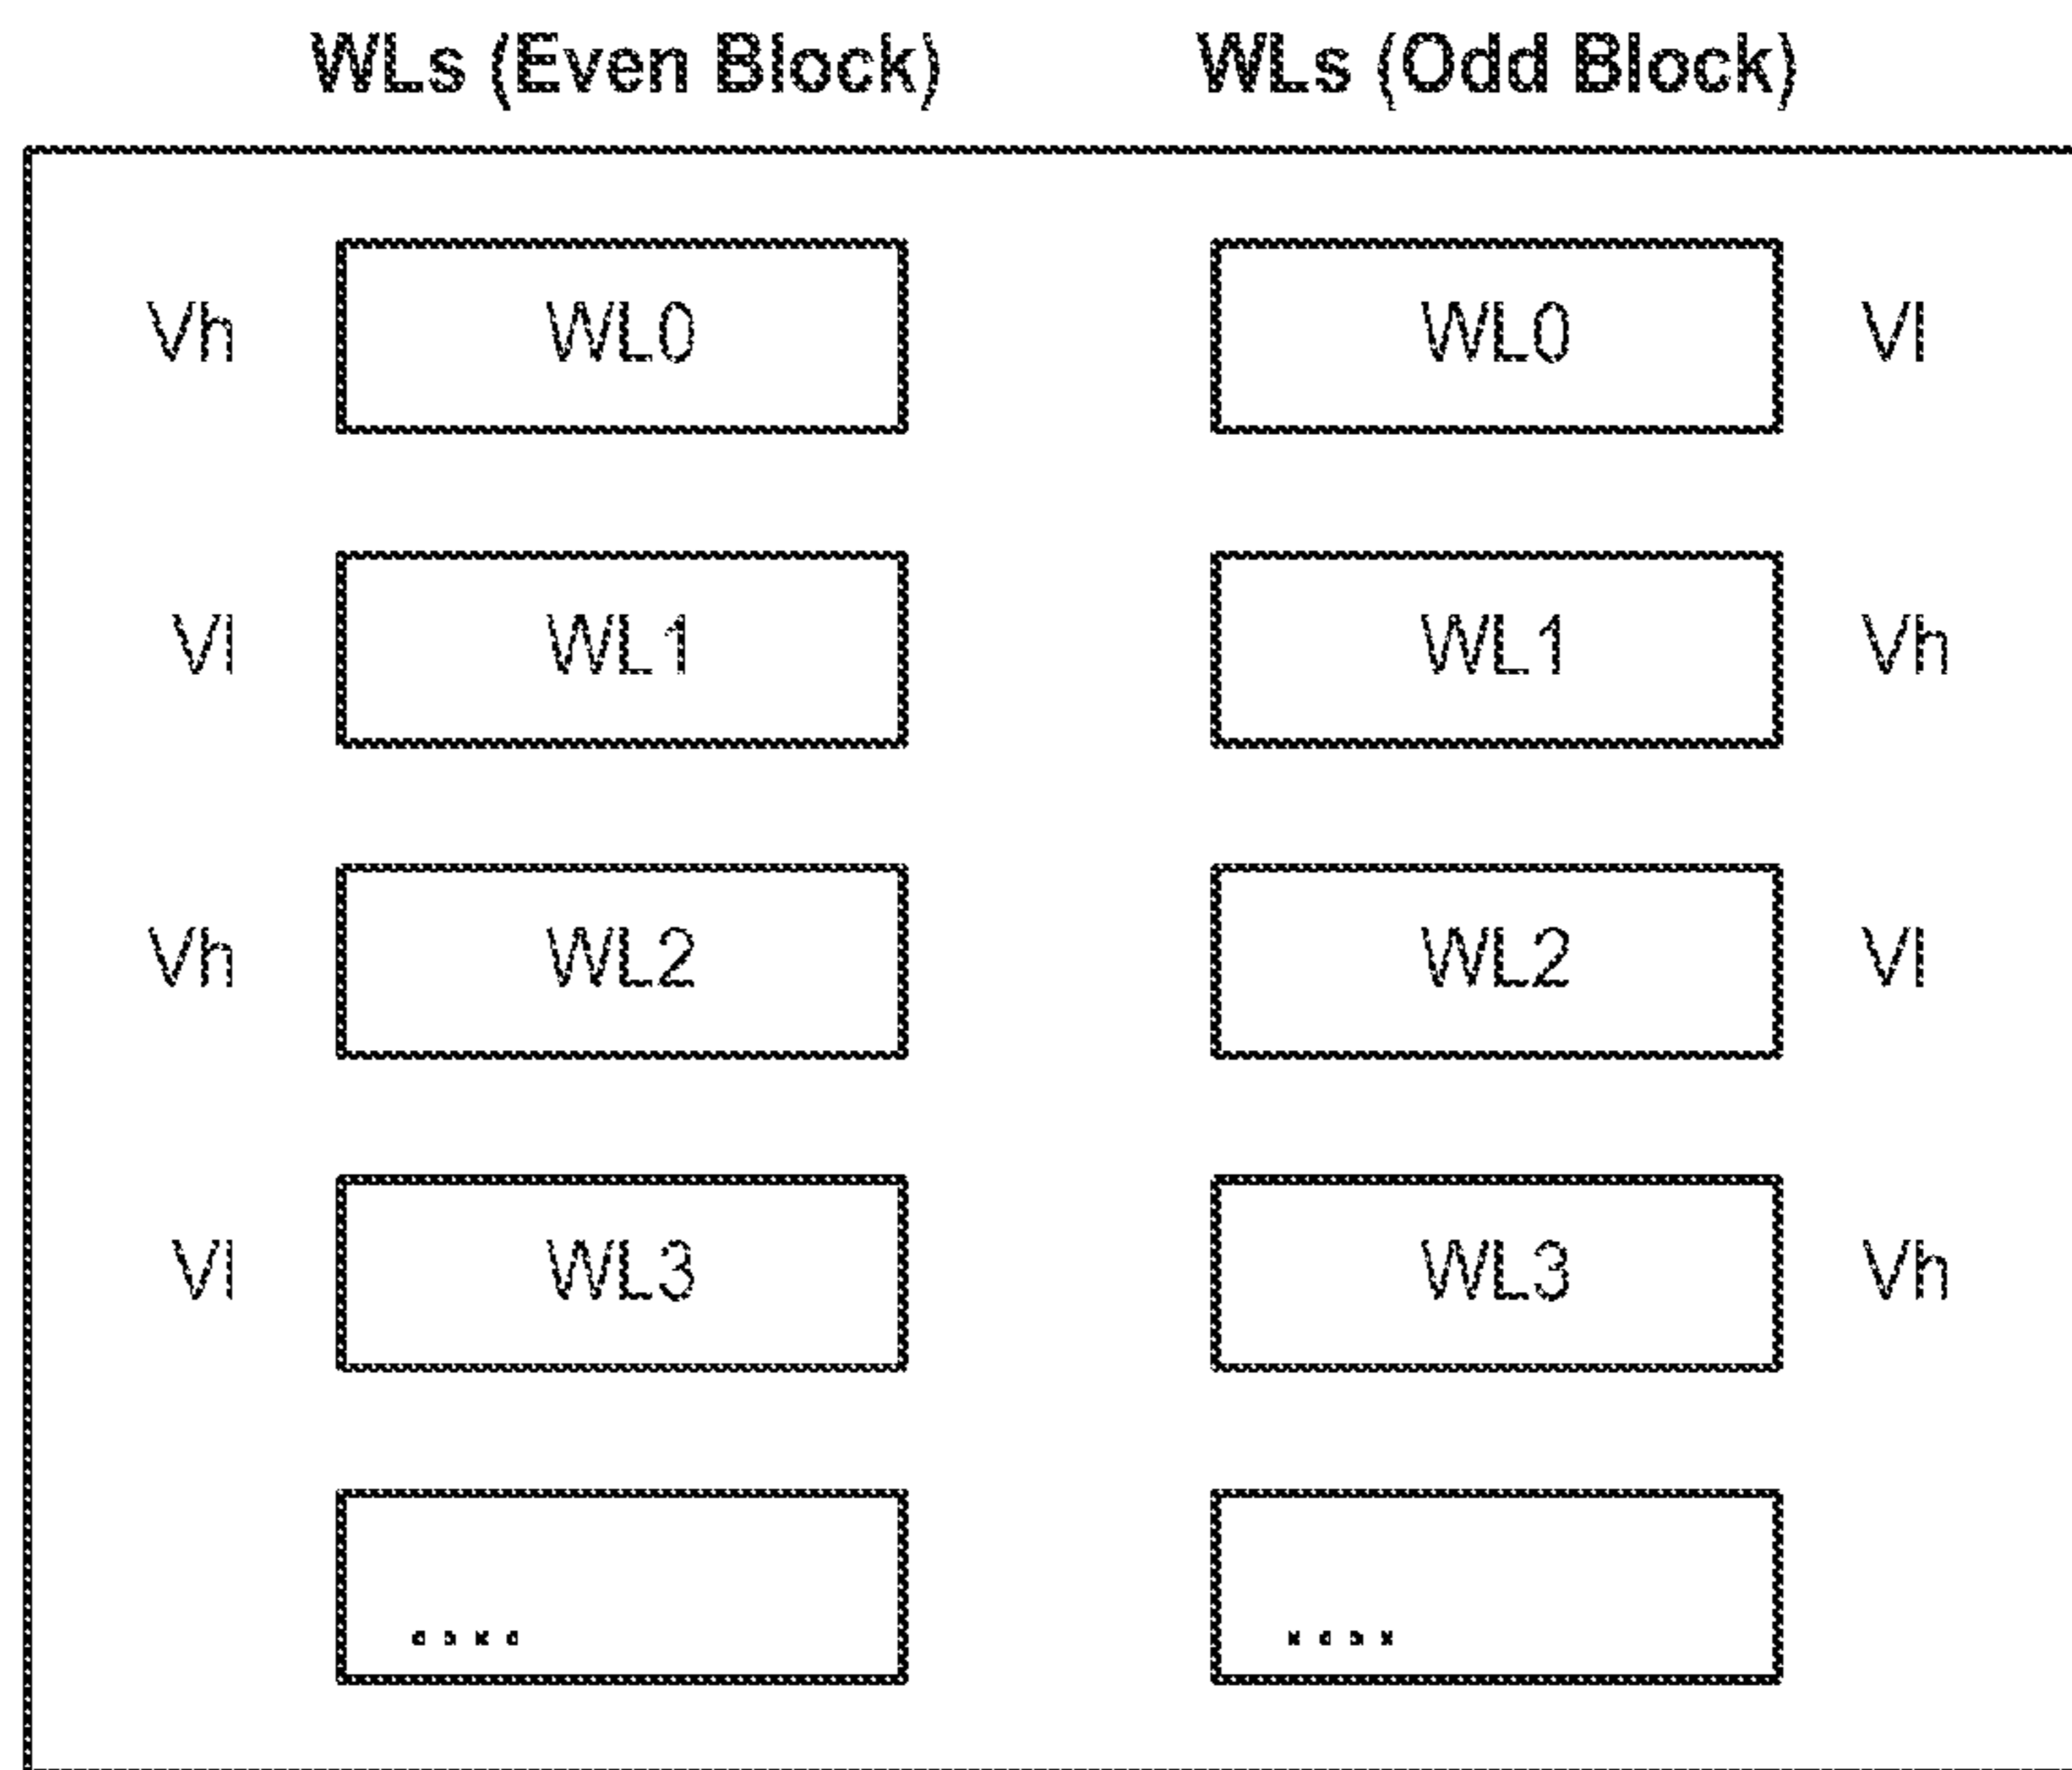 WLs (Even Block) WLs (Odd Block)
Vh WL0 WL0 Vl
Vl WL1 WL1 Vh
Vh WL2 WL2 Vl
Vl WL3 WL3 Vh
.... ....